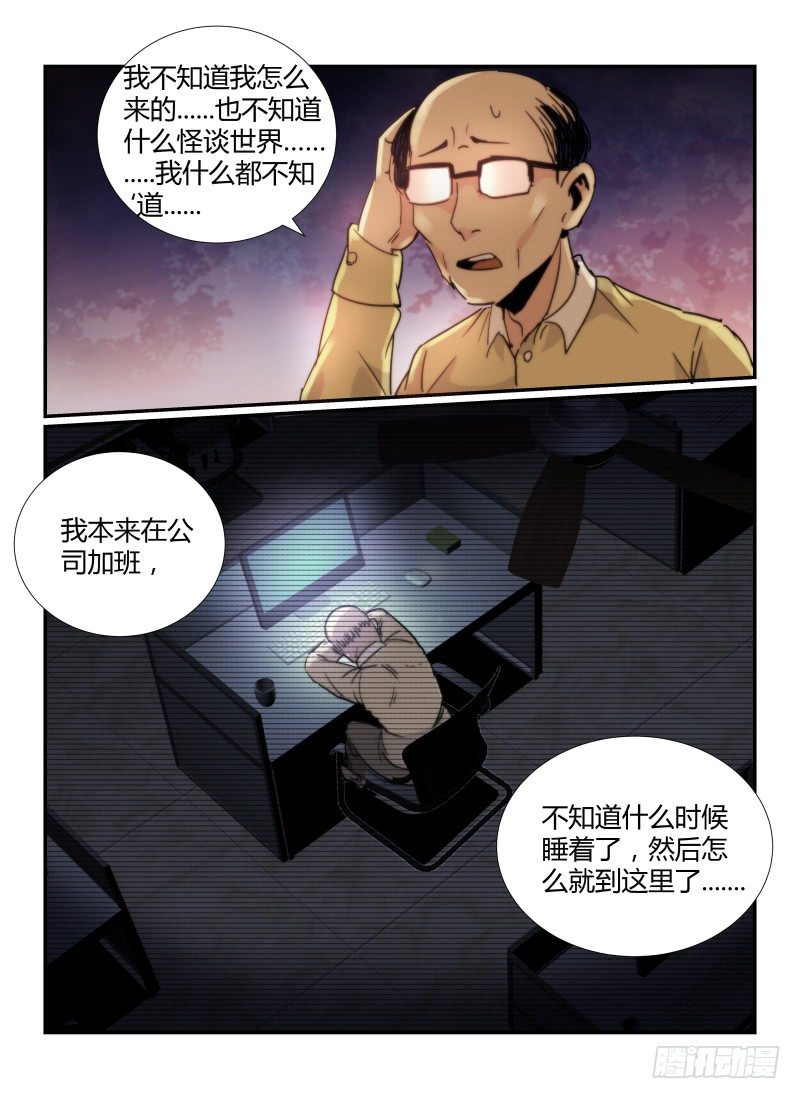 我不知道我怎么
来的......也不知道
什么怪谈世界......
.....我什么都不知
‘道......
我本来在公
司加班，
不知道什么时候
睡着了，然后怎
么就到这里了.......
腾讯动漫